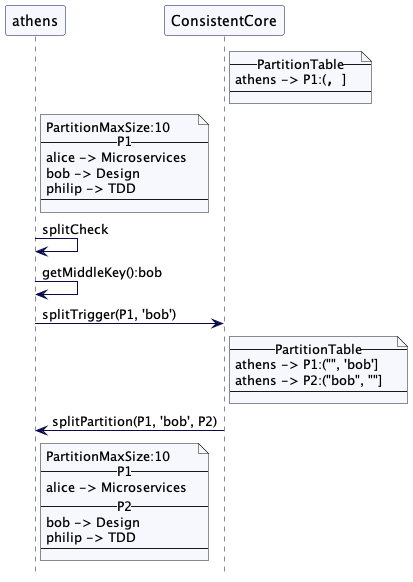 athens
ConsistentCore
PartitionTable
athens -> P1:(, ]
PartitionMaxSize:10
P1
alice -> Microservices
bob -> Design
philip -> TDD
splitCheck
getMiddleKey():bob
splitTrigger(P1, 'bob')
PartitionTable
athens -> P1:("", 'bob']
athens -> P2:("bob", ""]
splitPartition(P1, 'bob', P2)
PartitionMaxSize:10
P1
alice -> Microservices
P2
bob -> Design
philip -> TDD